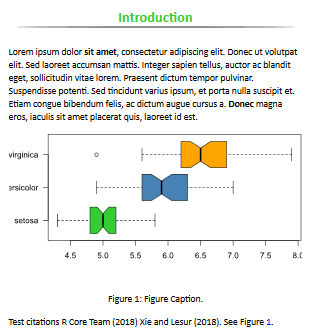 Introduction
Lorem ipsum dolor sit amet, consectetur adipiscing elit. Donec ut volutpat
elit. Sed laoreet accumsan mattis. Integer sapien tellus, auctor ac blandit
eget, sollicitudin vitae lorem. Praesent dictum tempor pulvinar.
Suspendisse potenti. Sed tincidunt varius ipsum, et porta nulla suscipit et.
Etiam congue bibendum felis, ac dictum augue cursus a. Donec magna
eros, iaculis sit amet placerat quis, laoreet id est.
virginica
ersicolor
setosa
4.5 5.0 5.5 6.0 6.5 7.0 7.5 8.0
Figure 1: Figure Caption.
Test citations R Core Team (2018) Xie and Lesur (2018). See Figure 1.